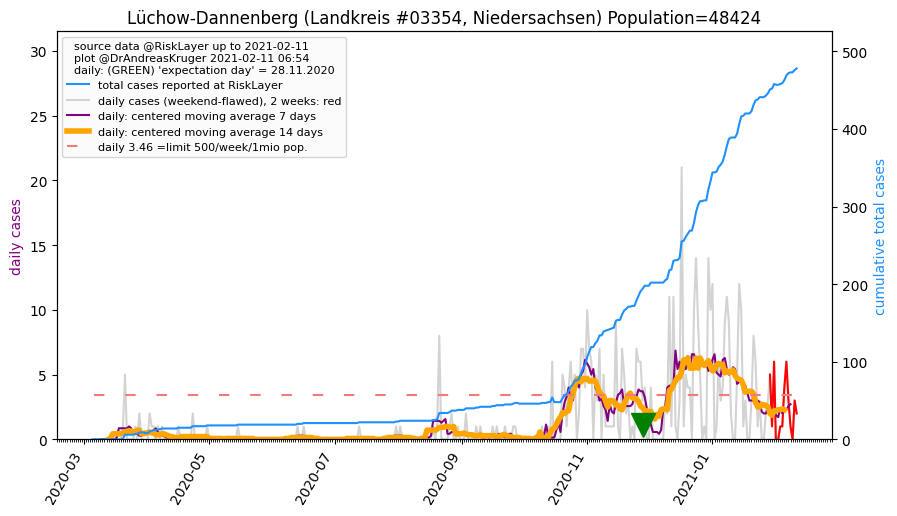 Lüchow-Dannenberg (Landkreis #03354, Niedersachsen) Population=48424
source data @RiskLayer up to 2021-02-11
plot @DrAndreasKruger 2021-02-11 06:54
daily: (GREEN) 'expectation day' = 28.11.2020
total cases reported at RiskLayer
daily cases (weekend-flawed), 2 weeks: red
daily: centered moving average 7 days
daily: centered moving average 14 days
daily 3.46 =limit 500/week/1mio pop.
daily cases
30
25
20
15
10
5
0
cumulative total cases
500
400
300
200
100
0
2020-03
2020-05
2020-07
2020-09
2020-11
2021-01